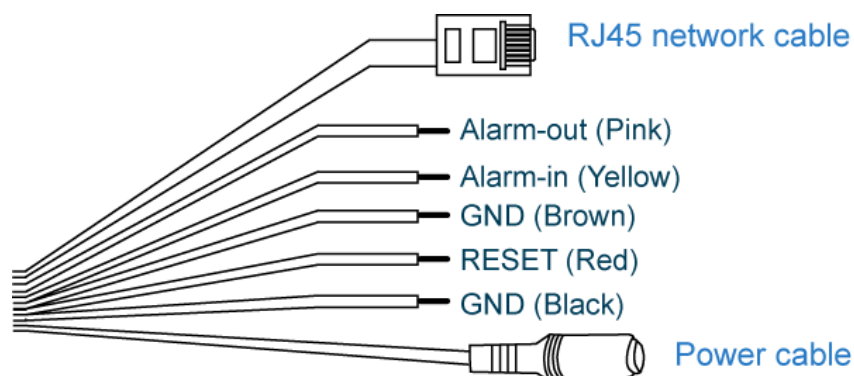 RJ45 network cable
Alarm-out (Pink)
Alarm-in (Yellow)
GND (Brown)
RESET (Red)
GND (Black)
Power cable